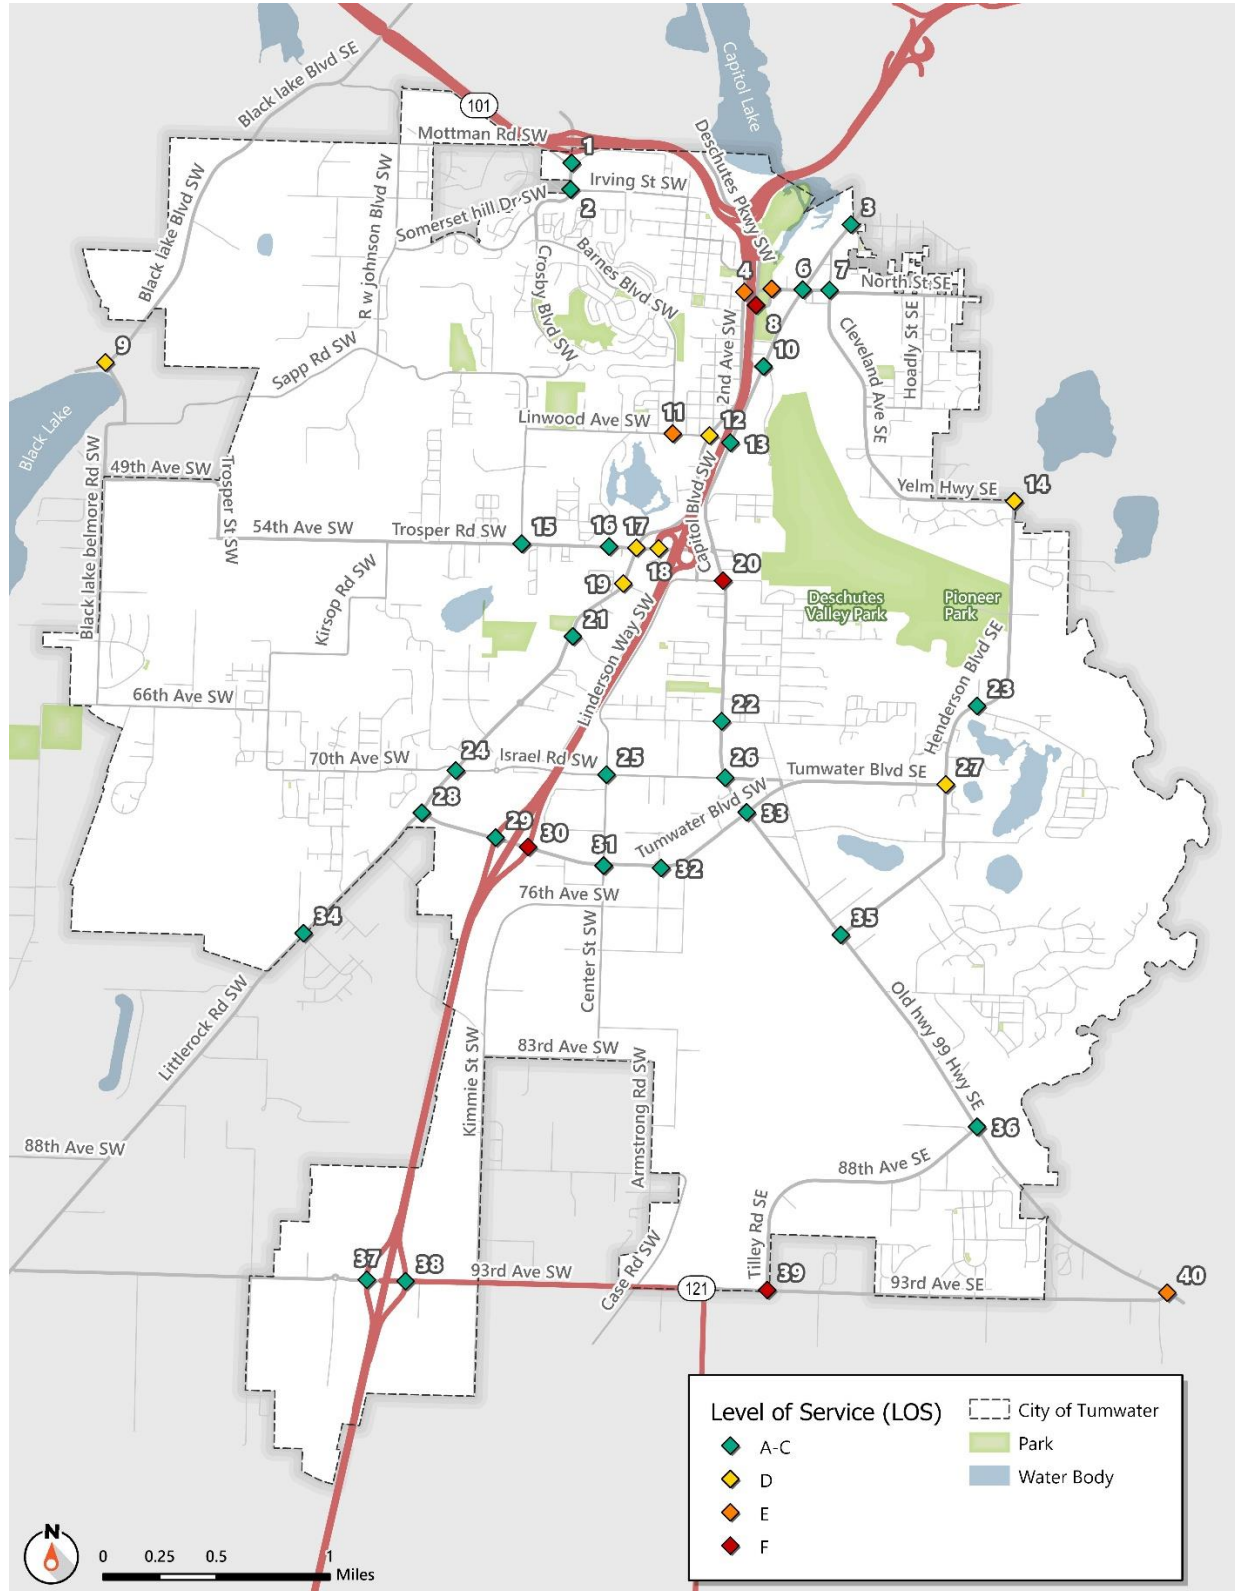 Black lake Blvd SE
101
Mottman Rd SW
Capitol Lake
Deschutes Pkwy SW
1
Irving St SW
2
Somerset hill Dr SW
3
Black lake Blvd SW
R w johnson Blvd SW
Crosby Blvd SW
Barnes Blvd SW
4
6
7
North St SE
8
2nd Ave SW
Cleveland Ave SE
Hoadly St SE
9
Sapp Rd SW
10
Black Lake
Linwood Ave SW
11
12
13
49th Ave SW
Trosper St SW
Capitol Blvd SW
Yelm Hwy SE
14
Black lake belmore Rd SW
54th Ave SW
Trosper Rd SW
15
16
17
18
19
20
Kirsop Rd SW
Deschutes
Valley Park
Pioneer
Park
21
Linderson Way SW
66th Ave SW
22
Henderson Blvd SE
23
70th Ave SW
24
Israel Rd SW
25
26
Tumwater Blvd SE
27
28
29
30
31
Tumwater Blvd SW
32
33
76th Ave SW
34
Center St SW
35
Littlerock Rd SW
Old hwy 99 Hwy SE
83rd Ave SW
Kimmie St SW
Armstrong Rd SW
36
88th Ave SW
88th Ave SE
Tilley Rd SE
Case Rd SW
37
38
93rd Ave SW
121
39
93rd Ave SE
40
Level of Service (LOS)
A-C
D
E
F
City of Tumwater
Park
Water Body
N
0 0.25 0.5 1
Miles